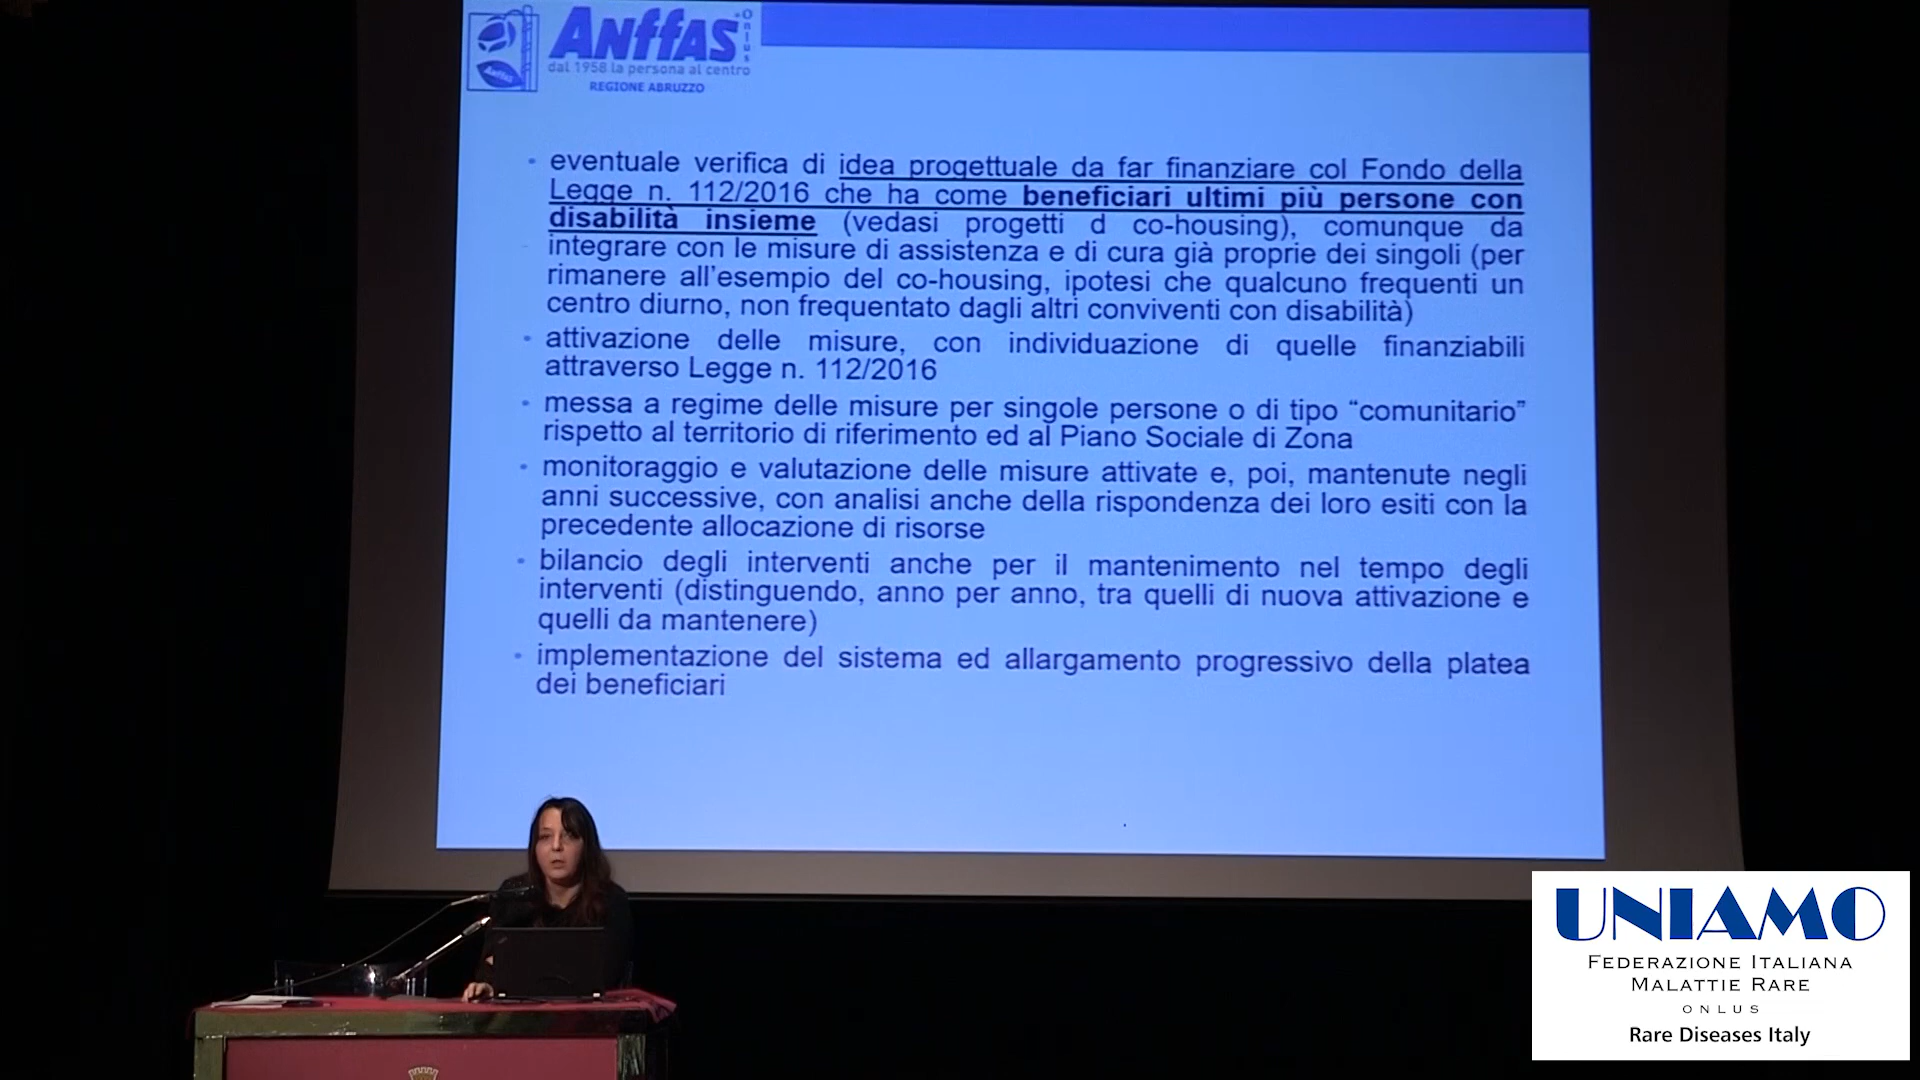 ANffAS Onlus
dal 1958 la persona al centro
REGIONE ABRUZZO
• eventuale verifica di idea progettuale da far finanziare col Fondo della
Legge n. 112/2016 che ha come beneficiari ultimi più persone con
disabilità insieme (vedasi progetti d co-housing), comunque da
integrare con le misure di assistenza e di cura già proprie dei singoli (per
rimanere all'esempio del co-housing, ipotesi che qualcuno frequenti un
centro diurno, non frequentato dagli altri conviventi con disabilità)
• attivazione delle misure, con individuazione di quelle finanziabili
attraverso Legge n. 112/2016
• messa a regime delle misure per singole persone o di tipo “comunitario”
rispetto al territorio di riferimento ed al Piano Sociale di Zona
• monitoraggio e valutazione delle misure attivate e, poi, mantenute negli
anni successive, con analisi anche della rispondenza dei loro esiti con la
precedente allocazione di risorse
• bilancio degli interventi anche per il mantenimento nel tempo degli
interventi (distinguendo, anno per anno, tra quelli di nuova attivazione e
quelli da mantenere)
• implementazione del sistema ed allargamento progressivo della platea
dei beneficiari
UNIAMO
FEDERAZIONE ITALIANA
MALATTIE RARE
ONLUS
Rare Diseases Italy